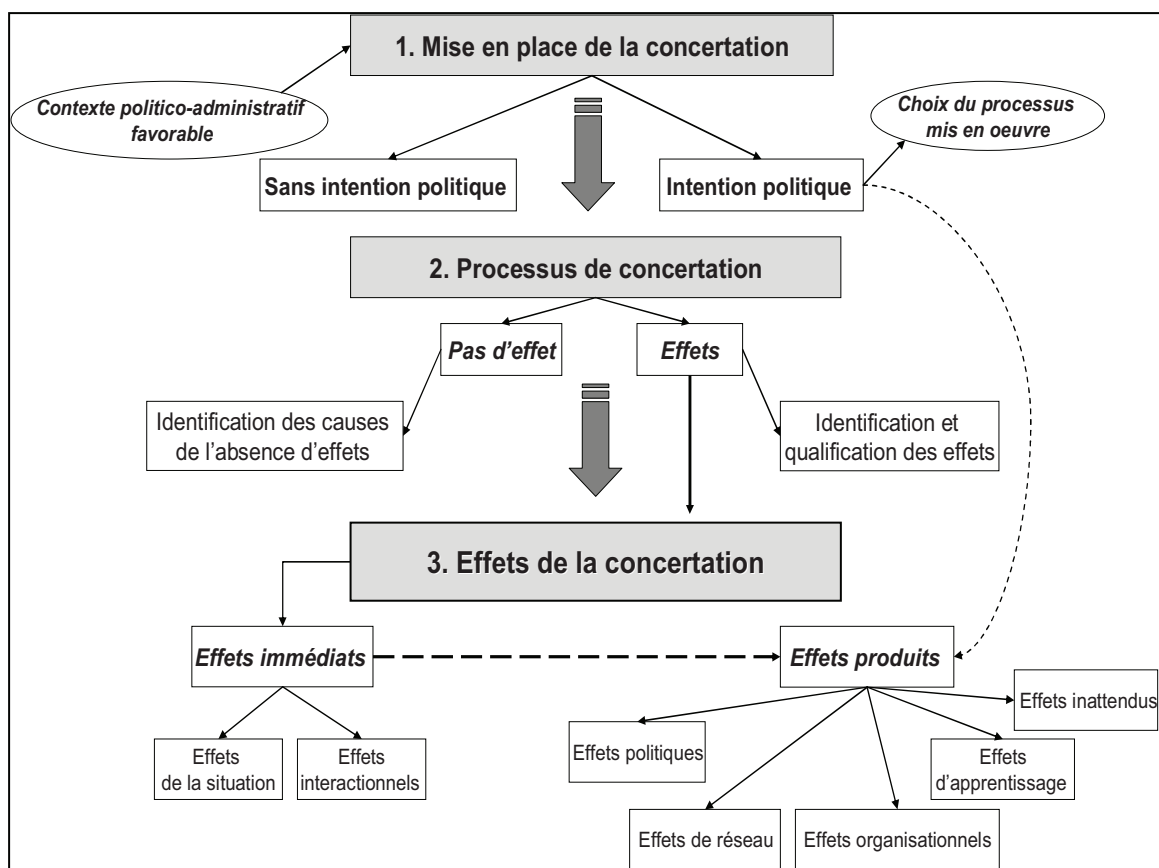 1. Mise en place de la concertation
Contexte politico-administratif
favorable
Choix du processus
mis en oeuvre
Sans intention politique
Intention politique
2. Processus de concertation
Pas d'effet
Effets
Identification des causes
de l'absence d'effets
Identification et
qualification des effets
3. Effets de la concertation
Effets immédiats
Effets produits
Effets inattendus
Effets
de la situation
Effets
interactionnels
Effets politiques
Effets
d'apprentissage
Effets de réseau
Effets organisationnels